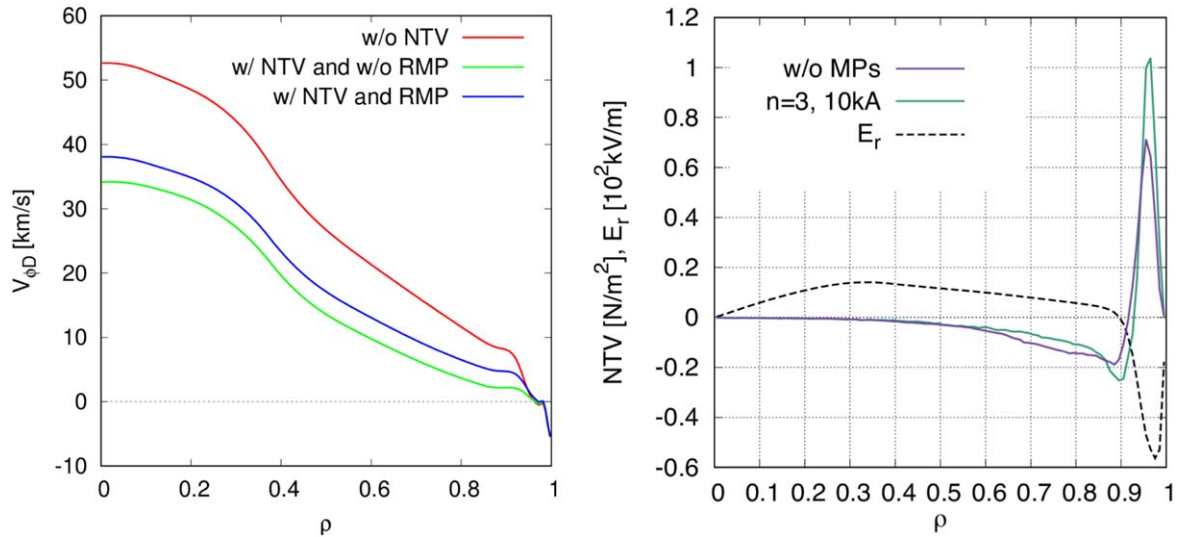 60
50
40
30
20
10
0
-10
V_ϕD [km/s]
w/o NTV
w/ NTV and w/o RMP
w/ NTV and RMP
0 0.2 0.4 0.6 0.8 1
ρ
1.2
1
0.8
0.6
0.4
0.2
0
-0.2
-0.4
-0.6
NTV [N/m²], E_r [10²kV/m]
w/o MPs
n=3, 10kA
E_r
0 0.1 0.2 0.3 0.4 0.5 0.6 0.7 0.8 0.9 1
ρ